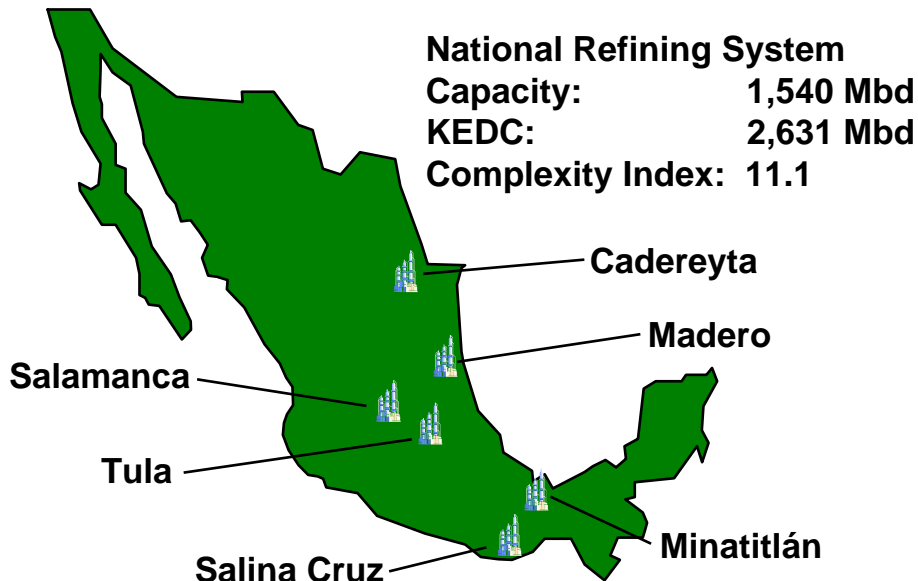 National Refining System
Capacity: 1,540 Mbd
KEDC: 2,631 Mbd
Complexity Index: 11.1
Cadereyta
Madero
Salamanca
Tula
Minatitlán
Salina Cruz